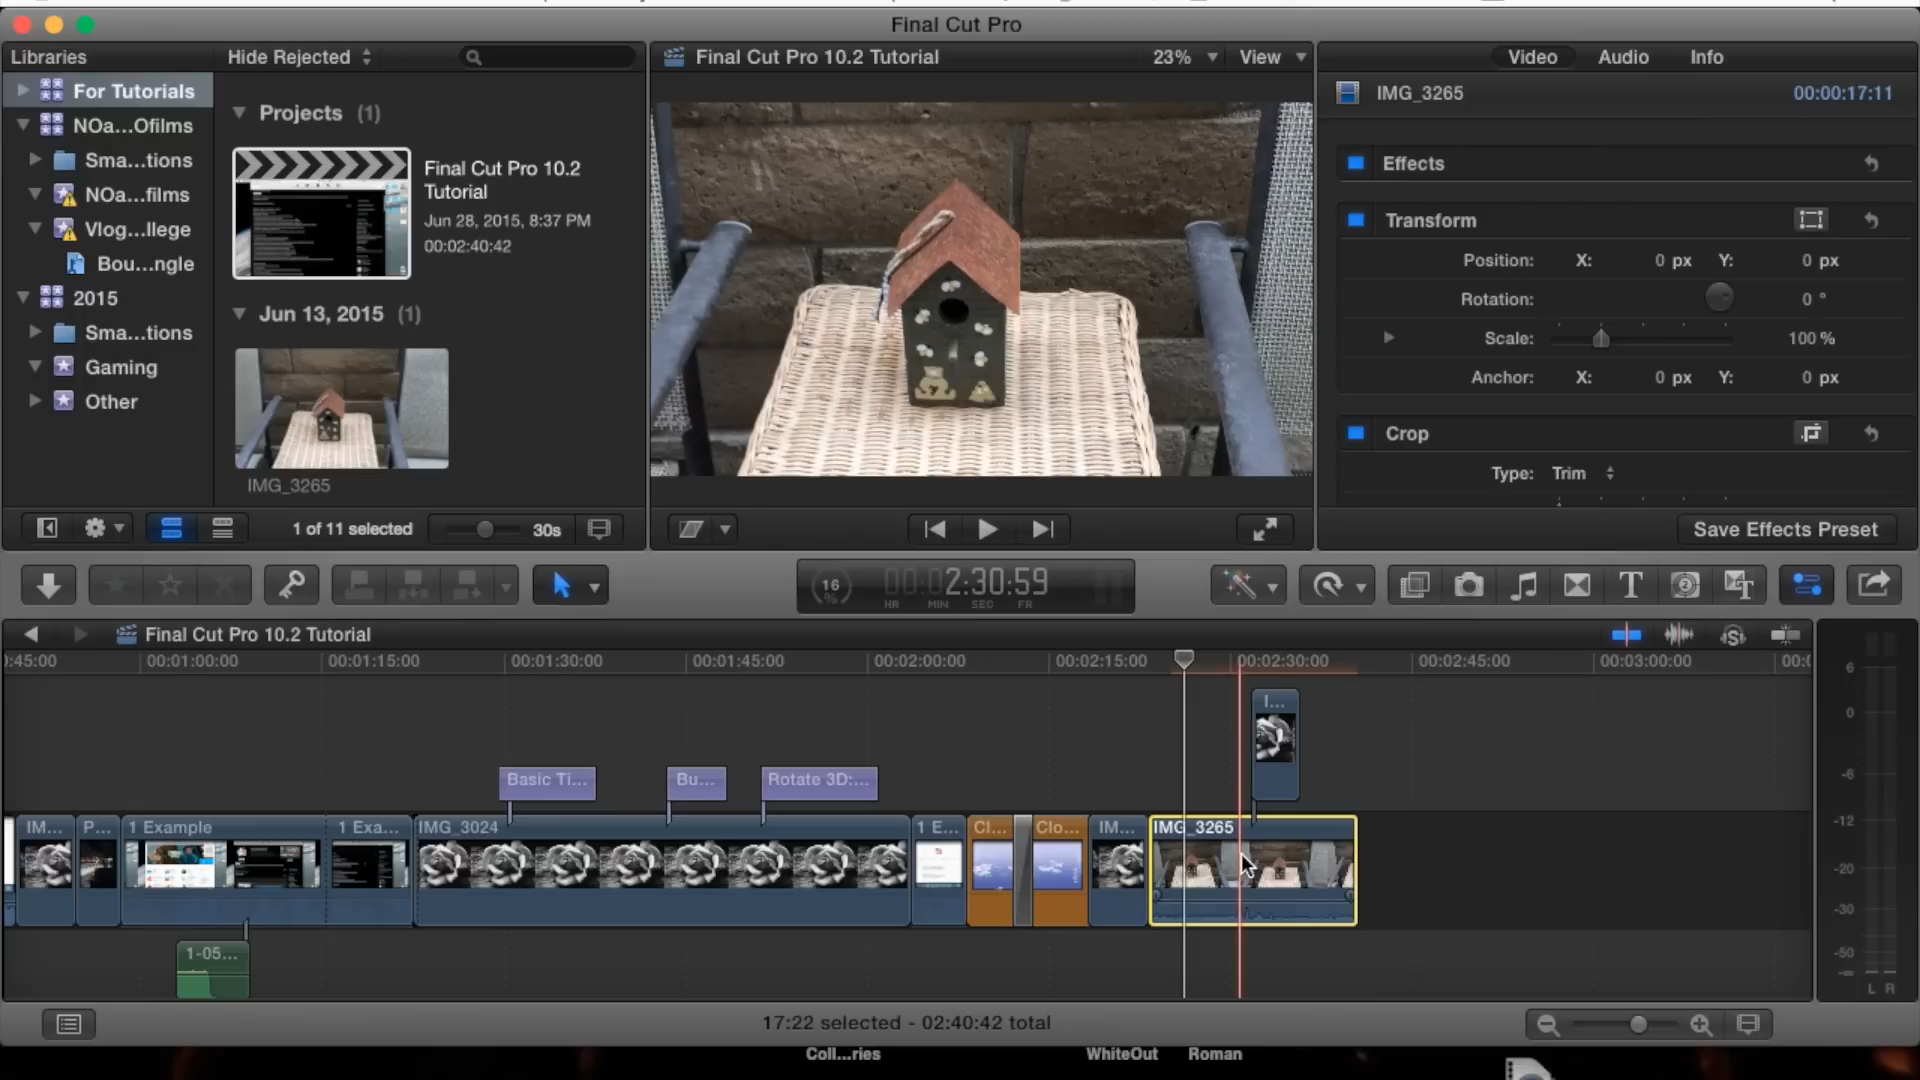 Final Cut Pro
Libraries
Hide Rejected
Final Cut Pro 10.2 Tutorial
23%
View
Video
Audio
Info
For Tutorials
NOa...Ofilms
Sma...tions
NOa...films
Vlog...llege
Bou...ngle
2015
Sma...tions
Gaming
Other
Projects (1)
Final Cut Pro 10.2
Tutorial
Jun 28, 2015, 8:37 PM
00:02:40:42
Jun 13, 2015 (1)
IMG_3265
1 of 11 selected
30s
IMG_3265
00:00:17:11
Effects
Transform
Position: X: 0 px Y: 0 px
Rotation: 0 °
Scale: 100 %
Anchor: X: 0 px Y: 0 px
Crop
Type: Trim
Save Effects Preset
16
%
00:02:30:59
HR MIN SEC FR
T
Final Cut Pro 10.2 Tutorial
0:45:00 00:01:00:00 00:01:15:00 00:01:30:00 00:01:45:00 00:02:00:00 00:02:15:00 00:02:30:00 00:02:45:00 00:03:00:00 00:0
I...
Basic Ti... Bu... Rotate 3D:...
IM... P... 1 Example 1 Exa... IMG_3024 1 E... Cl... Clo... IM... IMG_3265
1-05...
6
0
-6
-12
-20
-30
-50
-∞
L R
17:22 selected - 02:40:42 total
Coll...ries
WhiteOut
Roman